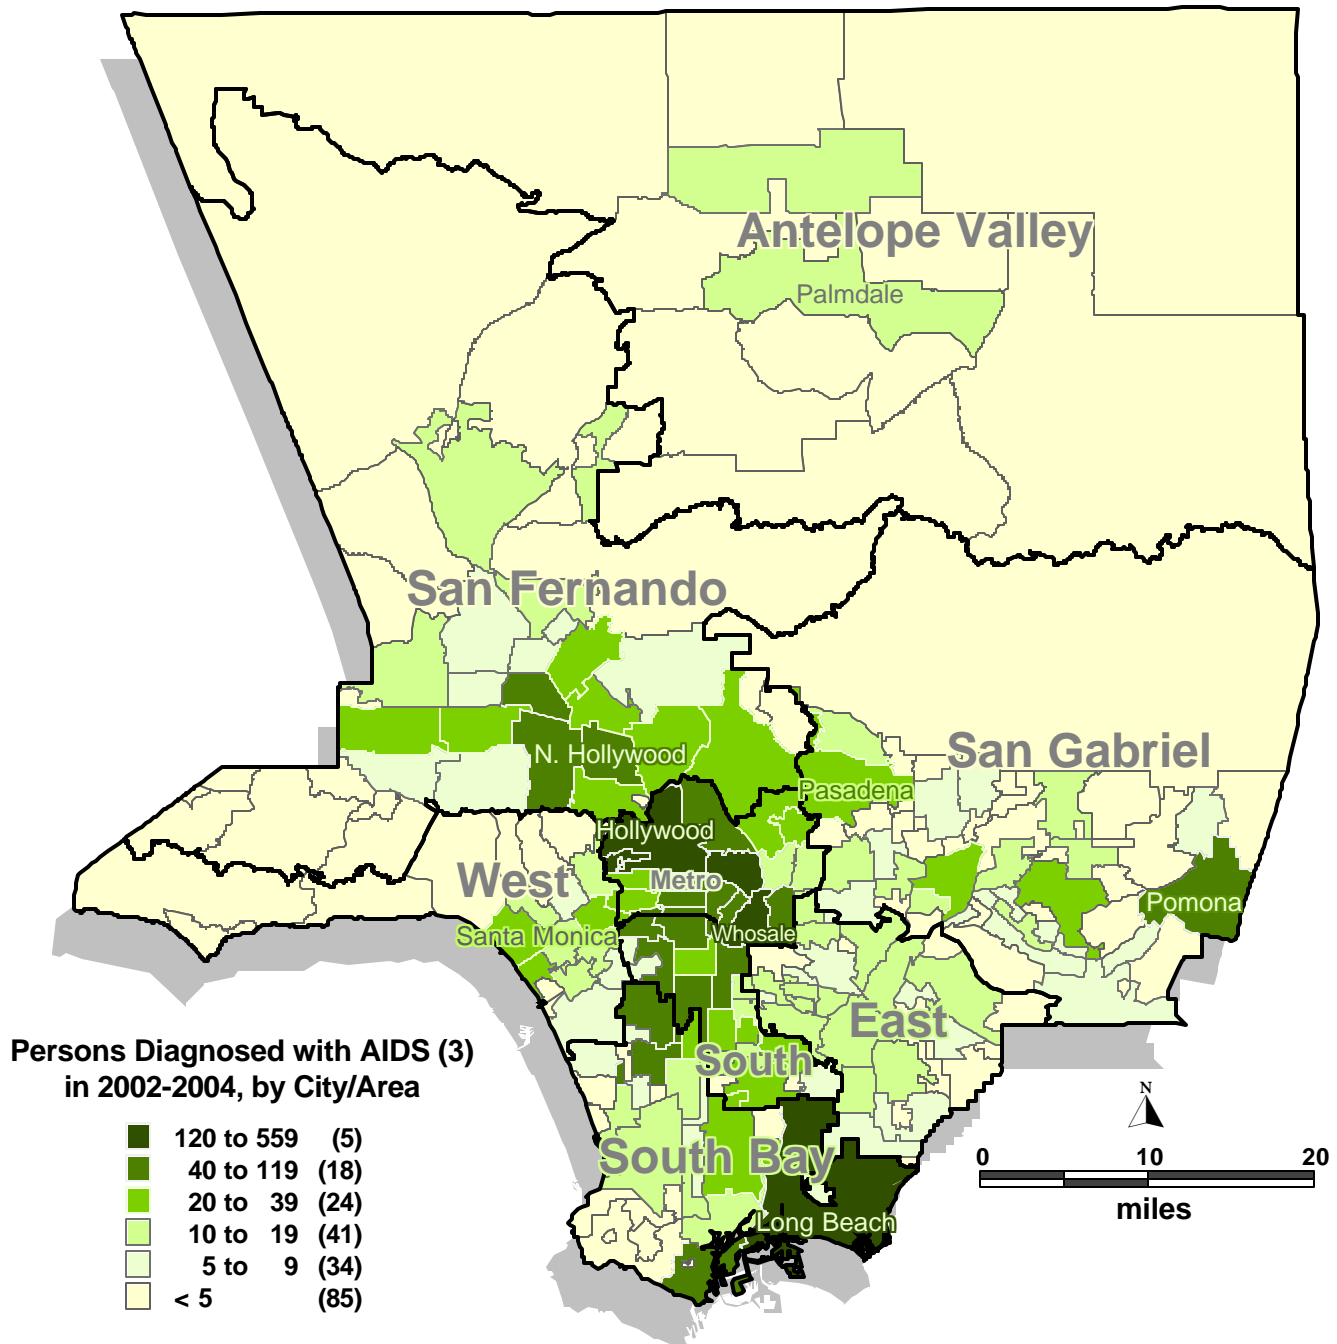 Antelope Valley
Palmdale
San Fernando
N. Hollywood
San Gabriel
Pasadena
Hollywood
West
Metro
Pomona
Santa Monica
Whosale
East
South
South Bay
Long Beach
Persons Diagnosed with AIDS (3)
in 2002-2004, by City/Area
120 to 559 (5)
40 to 119 (18)
20 to 39 (24)
10 to 19 (41)
5 to 9 (34)
< 5 (85)
N
0 10 20
miles